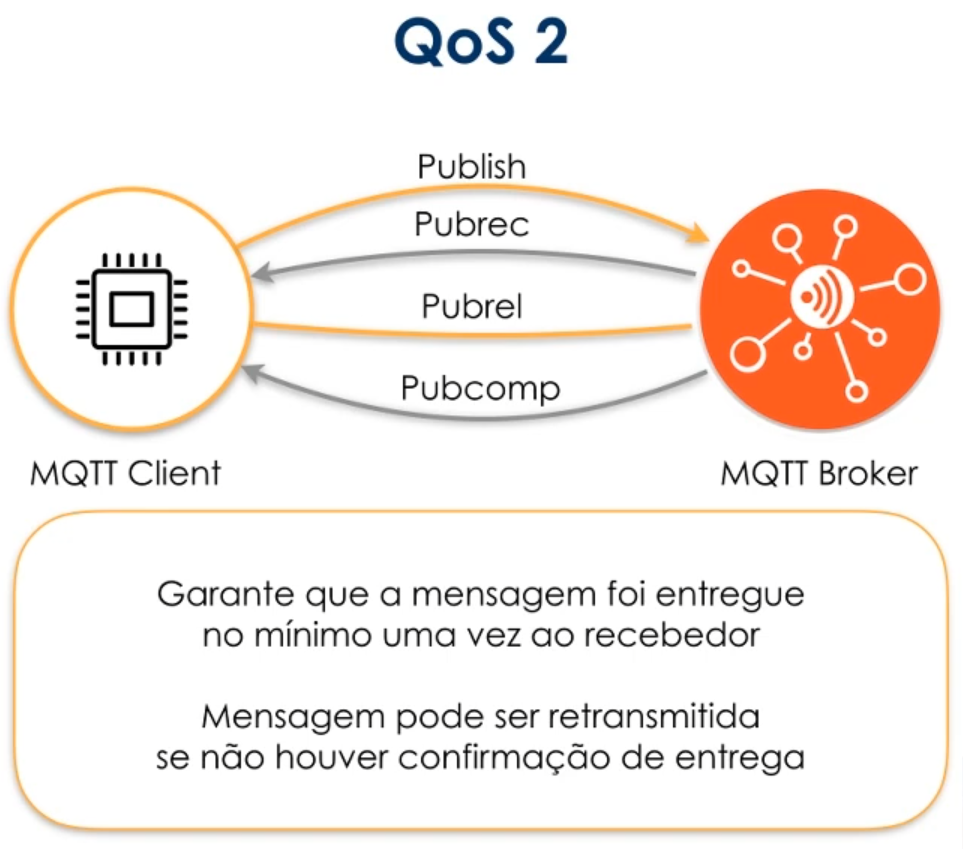 QoS 2
Publish
Pubrec
Pubrel
Pubcomp
MQTT Client
MQTT Broker
Garante que a mensagem foi entregue
no mínimo uma vez ao recebedor
Mensagem pode ser retransmitida
se não houver confirmação de entrega